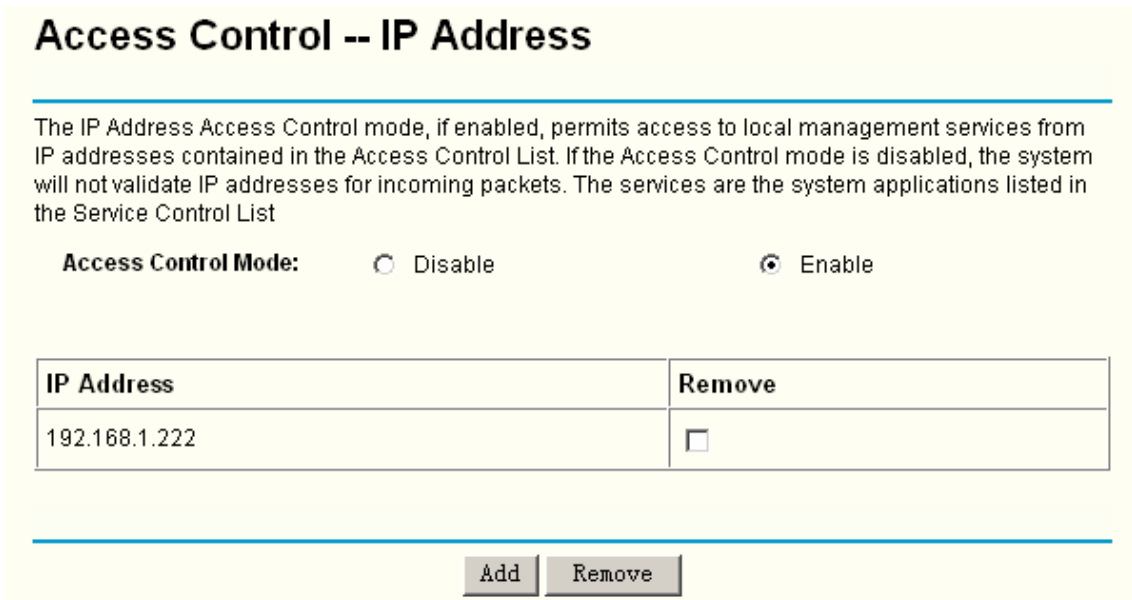 Access Control -- IP Address
The IP Address Access Control mode, if enabled, permits access to local management services from
IP addresses contained in the Access Control List. If the Access Control mode is disabled, the system
will not validate IP addresses for incoming packets. The services are the system applications listed in
the Service Control List
Access Control Mode: Disable Enable
IP Address Remove
192.168.1.222
Add Remove